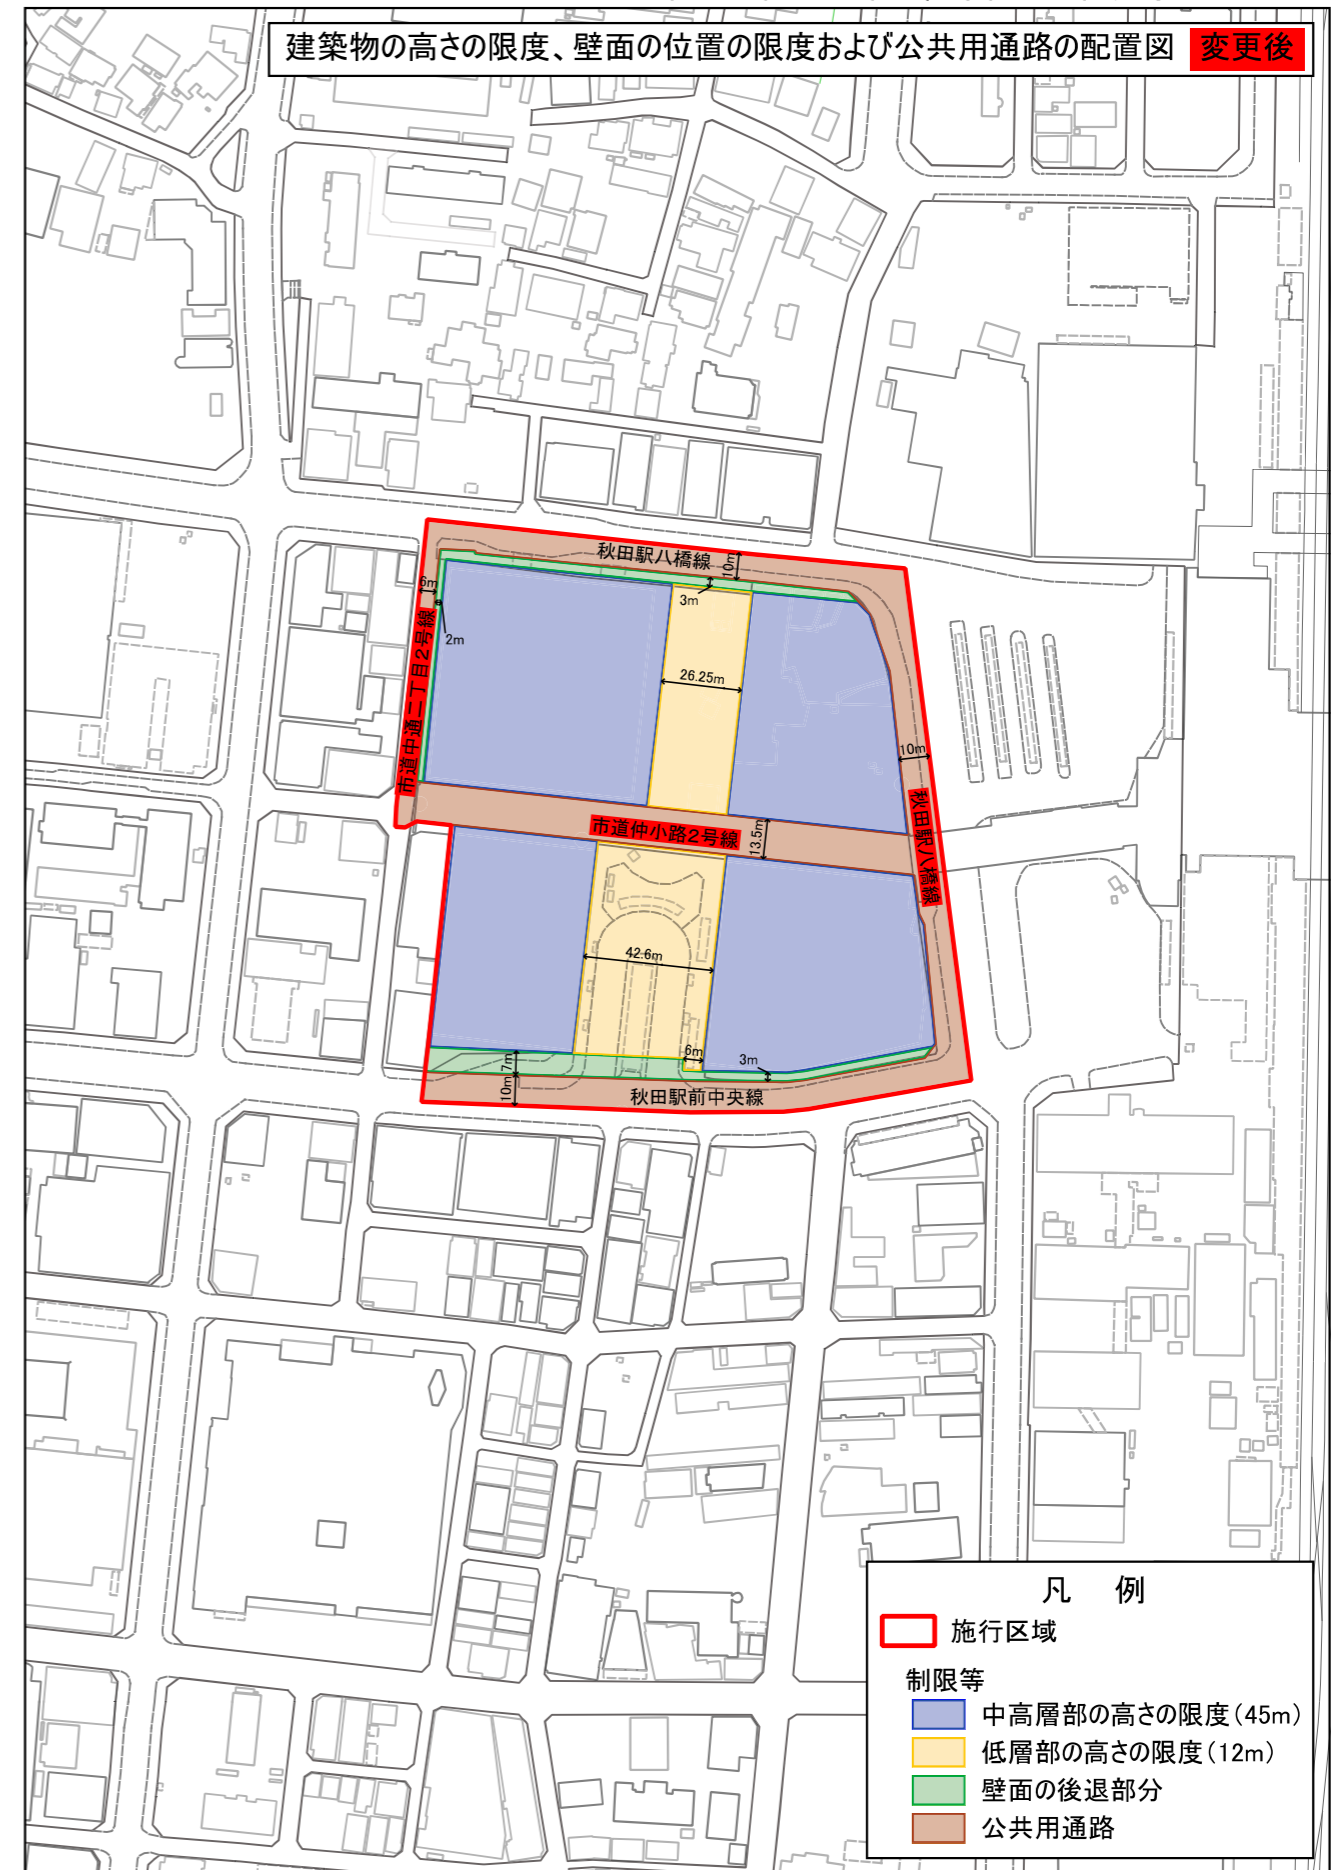 建築物の高さの限度、壁面の位置の限度および公共用通路の配置図 変更後
秋田駅八橋線
10m
6m
3m
2m
市道中通二丁目2号線
26.25m
10m
秋田駅八橋線
市道仲小路2号線
13.5m
42.6m
6m
3m
7m
10m
秋田駅前中央線
凡 例
施行区域
制限等
中高層部の高さの限度(45m)
低層部の高さの限度(12m)
壁面の後退部分
公共用通路